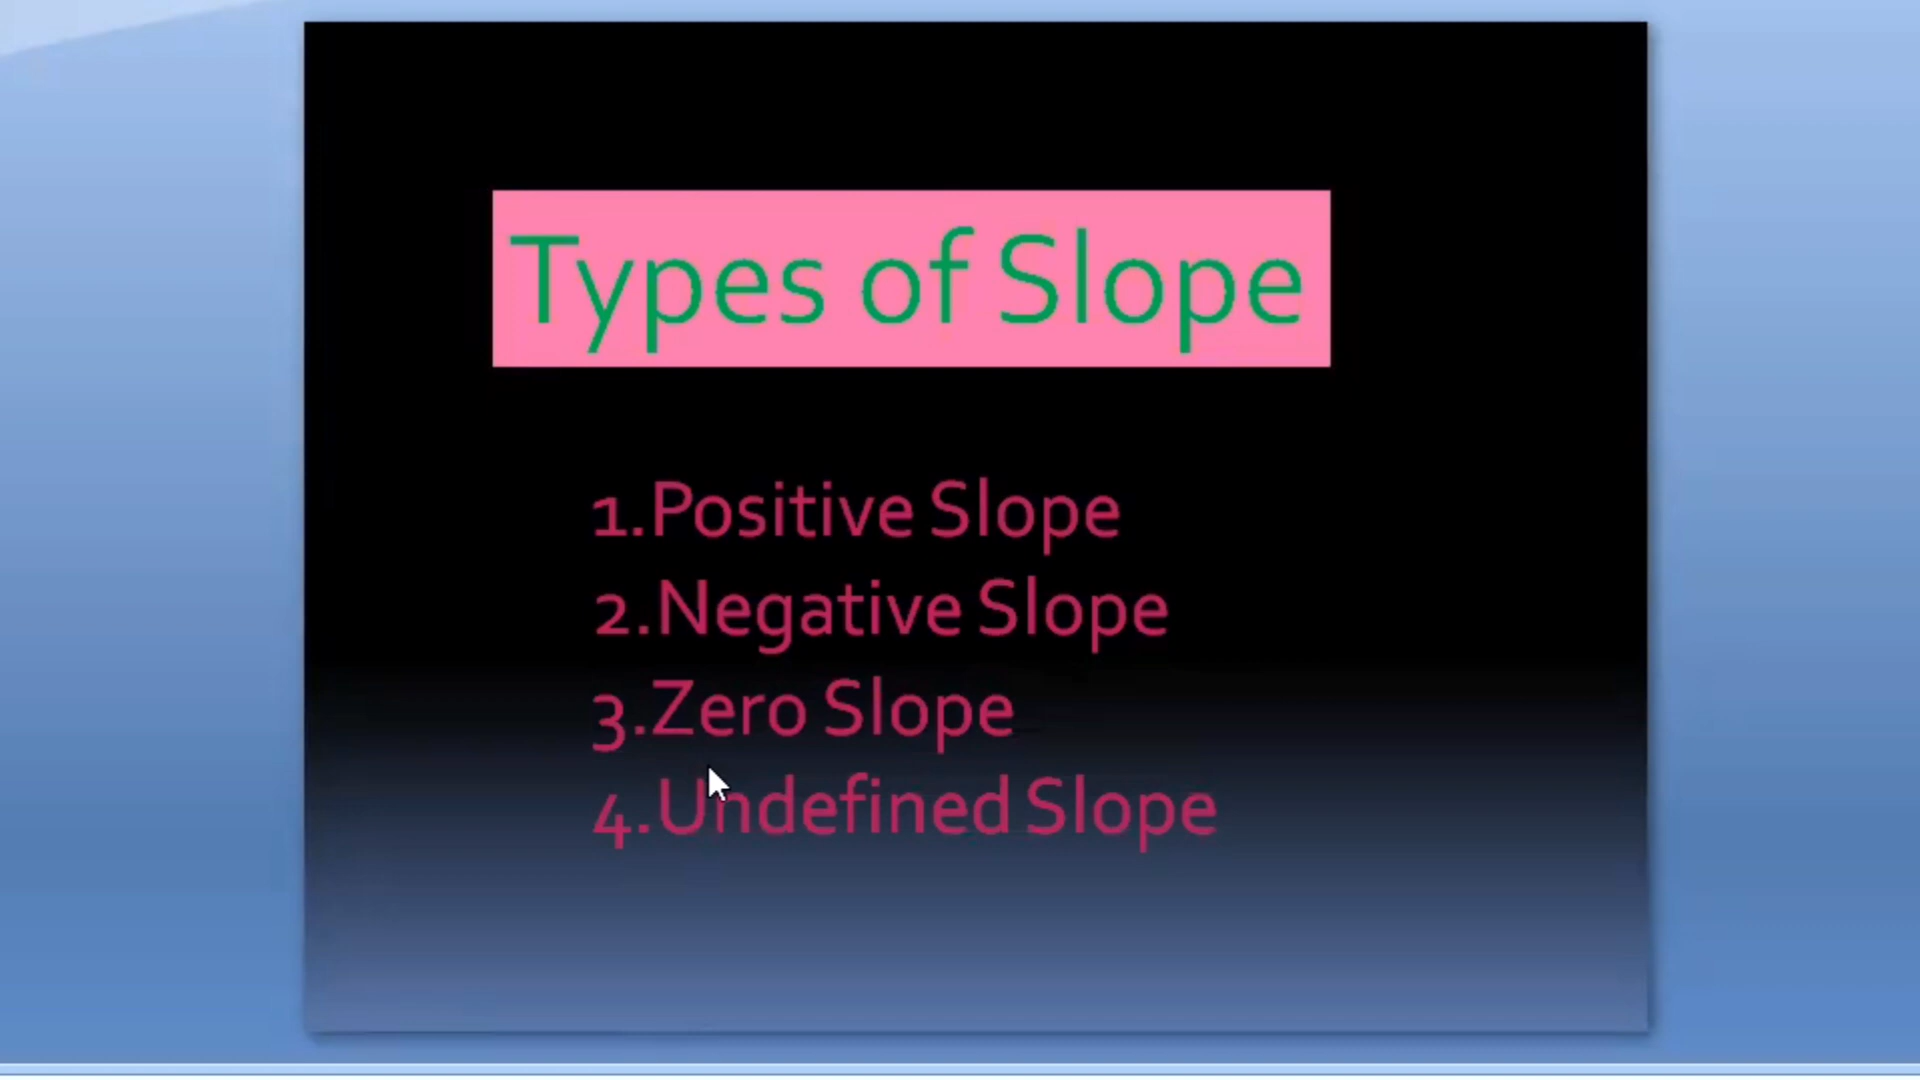 Types of Slope
1.Positive Slope
2.Negative Slope
3.Zero Slope
4.Undefined Slope